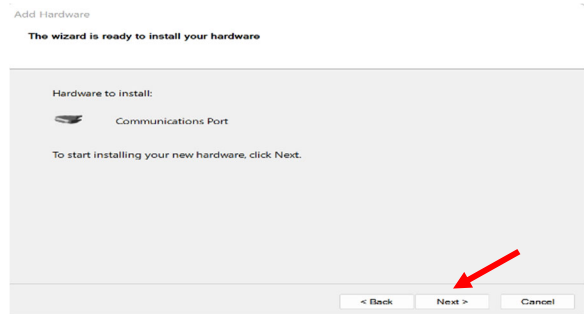 Add Hardware
The wizard is ready to install your hardware
Hardware to install:
Communications Port
To start installing your new hardware, click Next.
< Back Next > Cancel